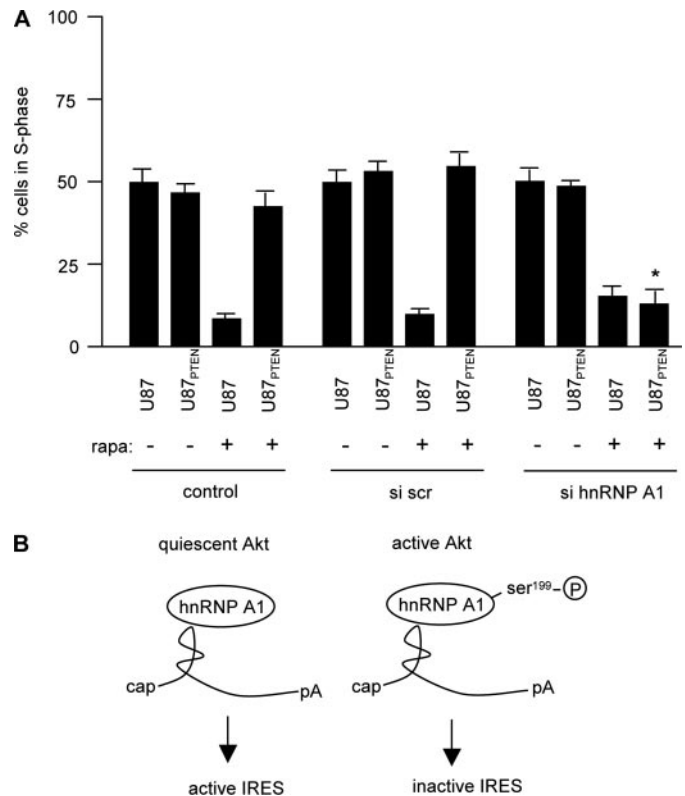 A
% cells in S-phase
100
75
50
25
0
*
U87 U87PTEN U87 U87PTEN U87 U87PTEN U87 U87PTEN U87 U87PTEN U87 U87PTEN
rapa: - - + + - - + + - - + +
control si scr si hnRNP A1
B
quiescent Akt active Akt
hnRNP A1 hnRNP A1 ser¹⁹⁹-P
cap pA cap pA
active IRES inactive IRES